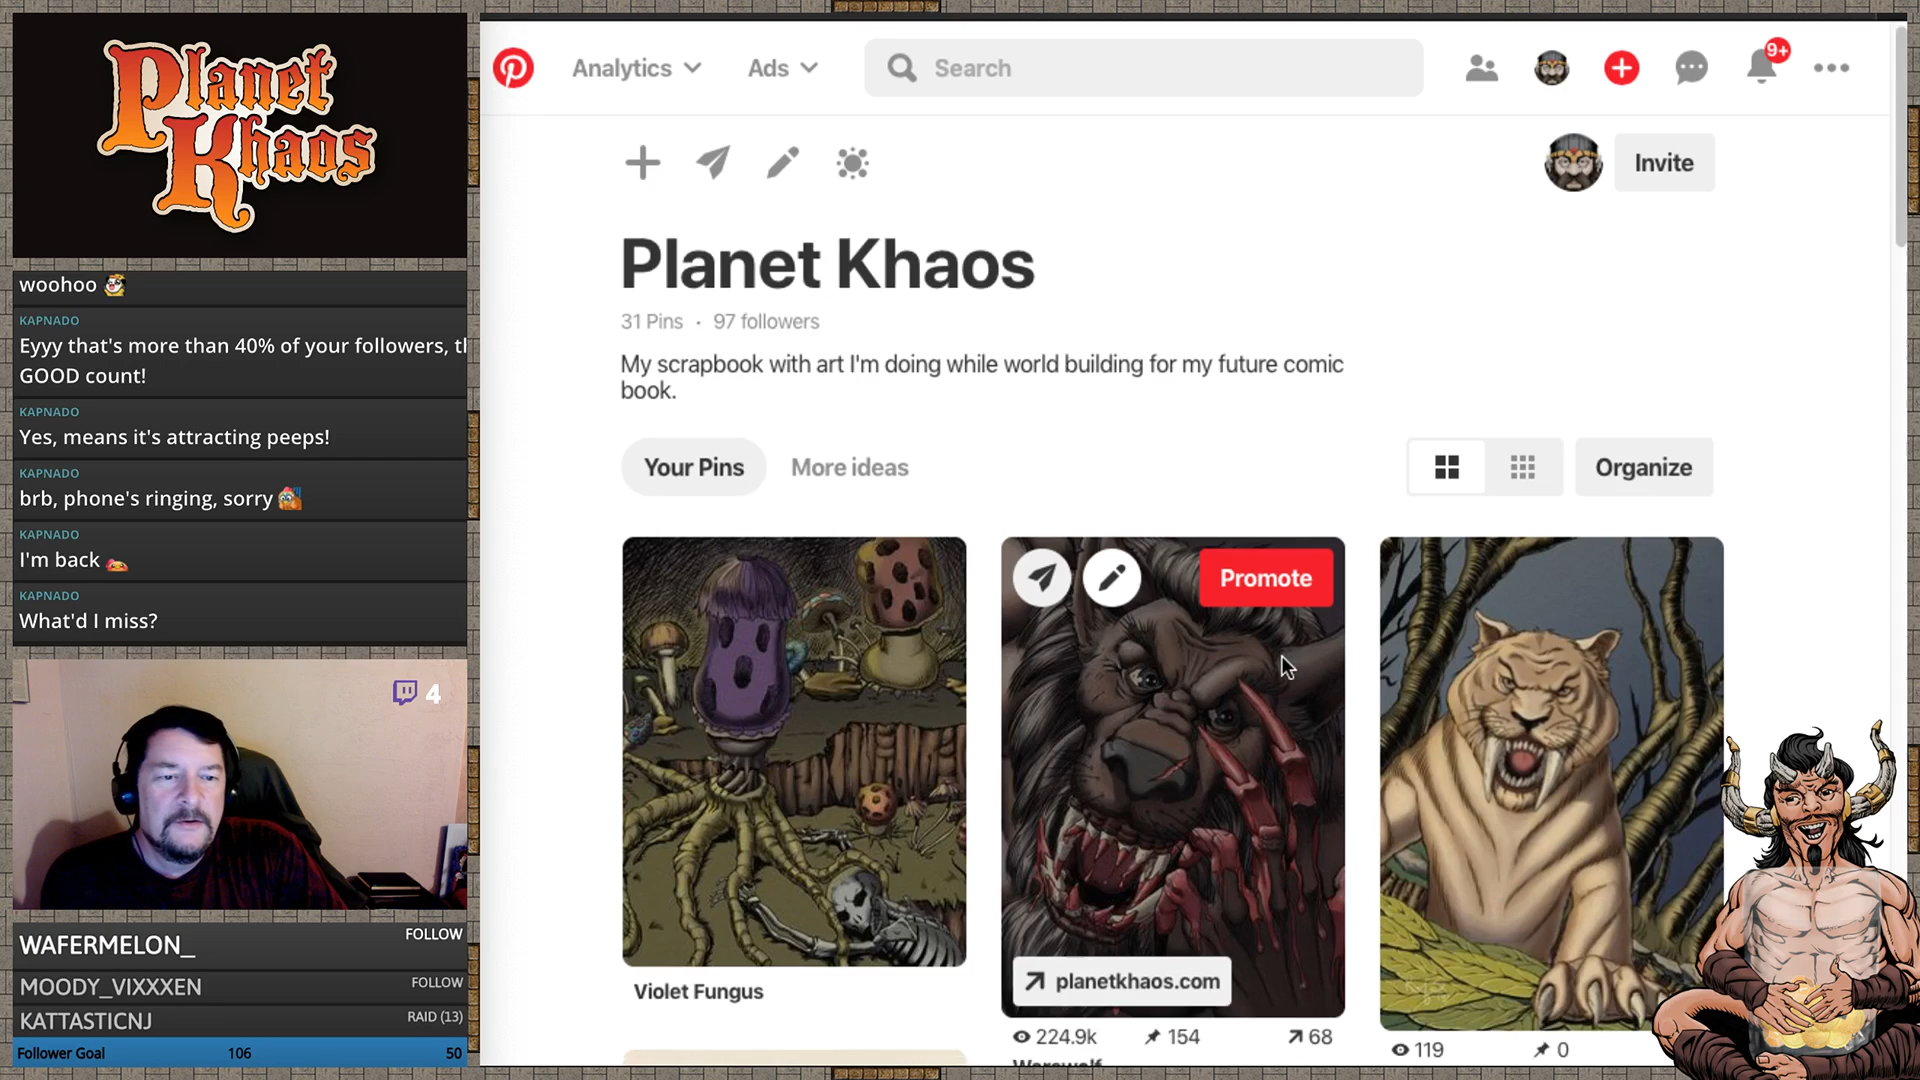 Planet
Khaos
woohoo
KAPNADO
Eyyy that's more than 40% of your followers, th
GOOD count!
KAPNADO
Yes, means it's attracting peeps!
KAPNADO
brb, phone's ringing, sorry
KAPNADO
I'm back
KAPNADO
What'd I miss?
4
WAFERMELON_ FOLLOW
MOODY_VIXXXEN FOLLOW
KATTASTICNJ RAID (13)
Follower Goal 106 50
Analytics Ads Search 9+
Invite
Planet Khaos
31 Pins · 97 followers
My scrapbook with art I'm doing while world building for my future comic
book.
Your Pins More ideas Organize
Promote
planetkhaos.com
Violet Fungus
224.9k 154 68
Werewolf
119 0